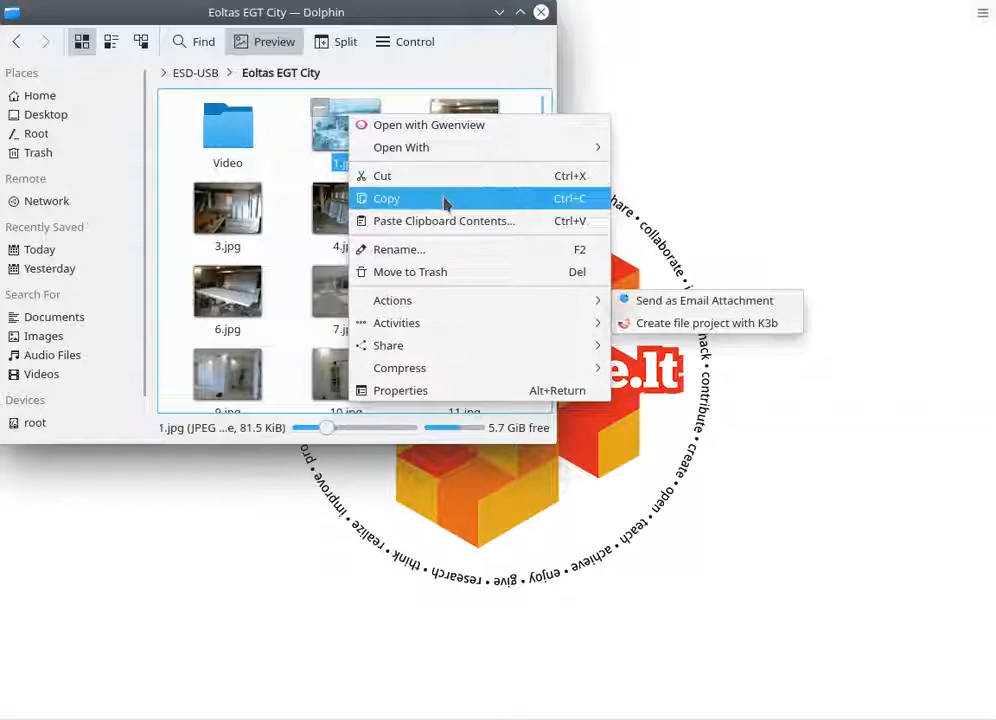 Eoltas EGT City — Dolphin
Find
Preview
Split
Control
Places
Home
Desktop
Root
Trash
Remote
Network
Recently Saved
Today
Yesterday
Search For
Documents
Images
Audio Files
Videos
Devices
root
ESD-USB
Eoltas EGT City
Video
3.jpg
6.jpg
1.jpg (JPEG ...e, 81.5 KiB)
5.7 GiB free
Open with Gwenview
Open With
Cut Ctrl+X
Copy Ctrl+C
Paste Clipboard Contents... Ctrl+V
Rename... F2
Move to Trash Del
Actions
Activities
Share
Compress
Properties Alt+Return
Send as Email Attachment
Create file project with K3b
e.lt
share • collaborate •
hack • contribute • create • open • teach • achieve • enjoy • give • research • think • realize • improve •